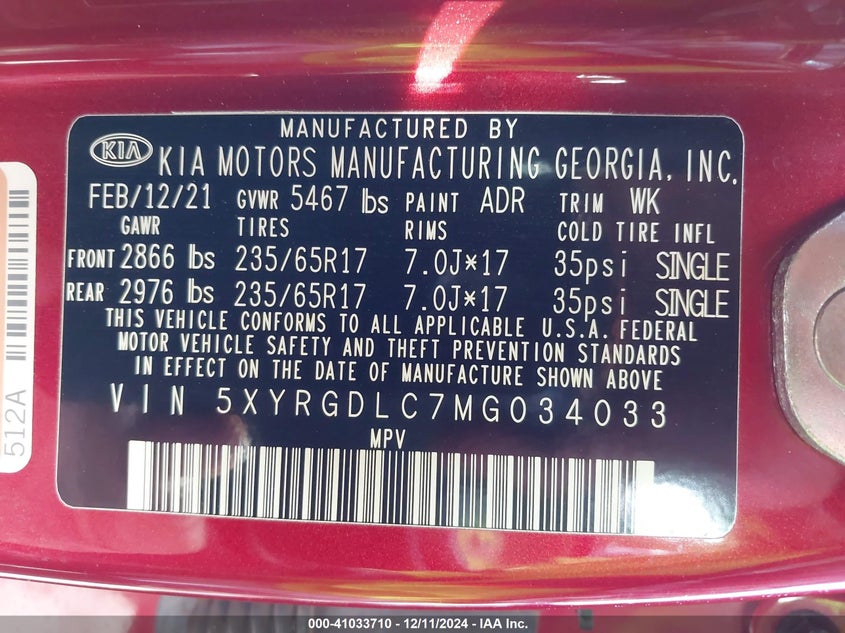 MANUFACTURED BY
KIA KIA MOTORS MANUFACTURING GEORGIA, INC.
FEB/12/21 GVWR 5467 lbs PAINT ADR TRIM WK
GAWR TIRES RIMS COLD TIRE INFL
FRONT 2866 lbs 235/65R17 7.0J*17 35psi SINGLE
REAR 2976 lbs 235/65R17 7.0J*17 35psi SINGLE
THIS VEHICLE CONFORMS TO ALL APPLICABLE U.S.A. FEDERAL
MOTOR VEHICLE SAFETY AND THEFT PREVENTION STANDARDS
IN EFFECT ON THE DATE OF MANUFACTURE SHOWN ABOVE
VIN 5XYRGDLC7MG034033
MPV
512A
000-41033710 - 12/11/2024 - IAA Inc.